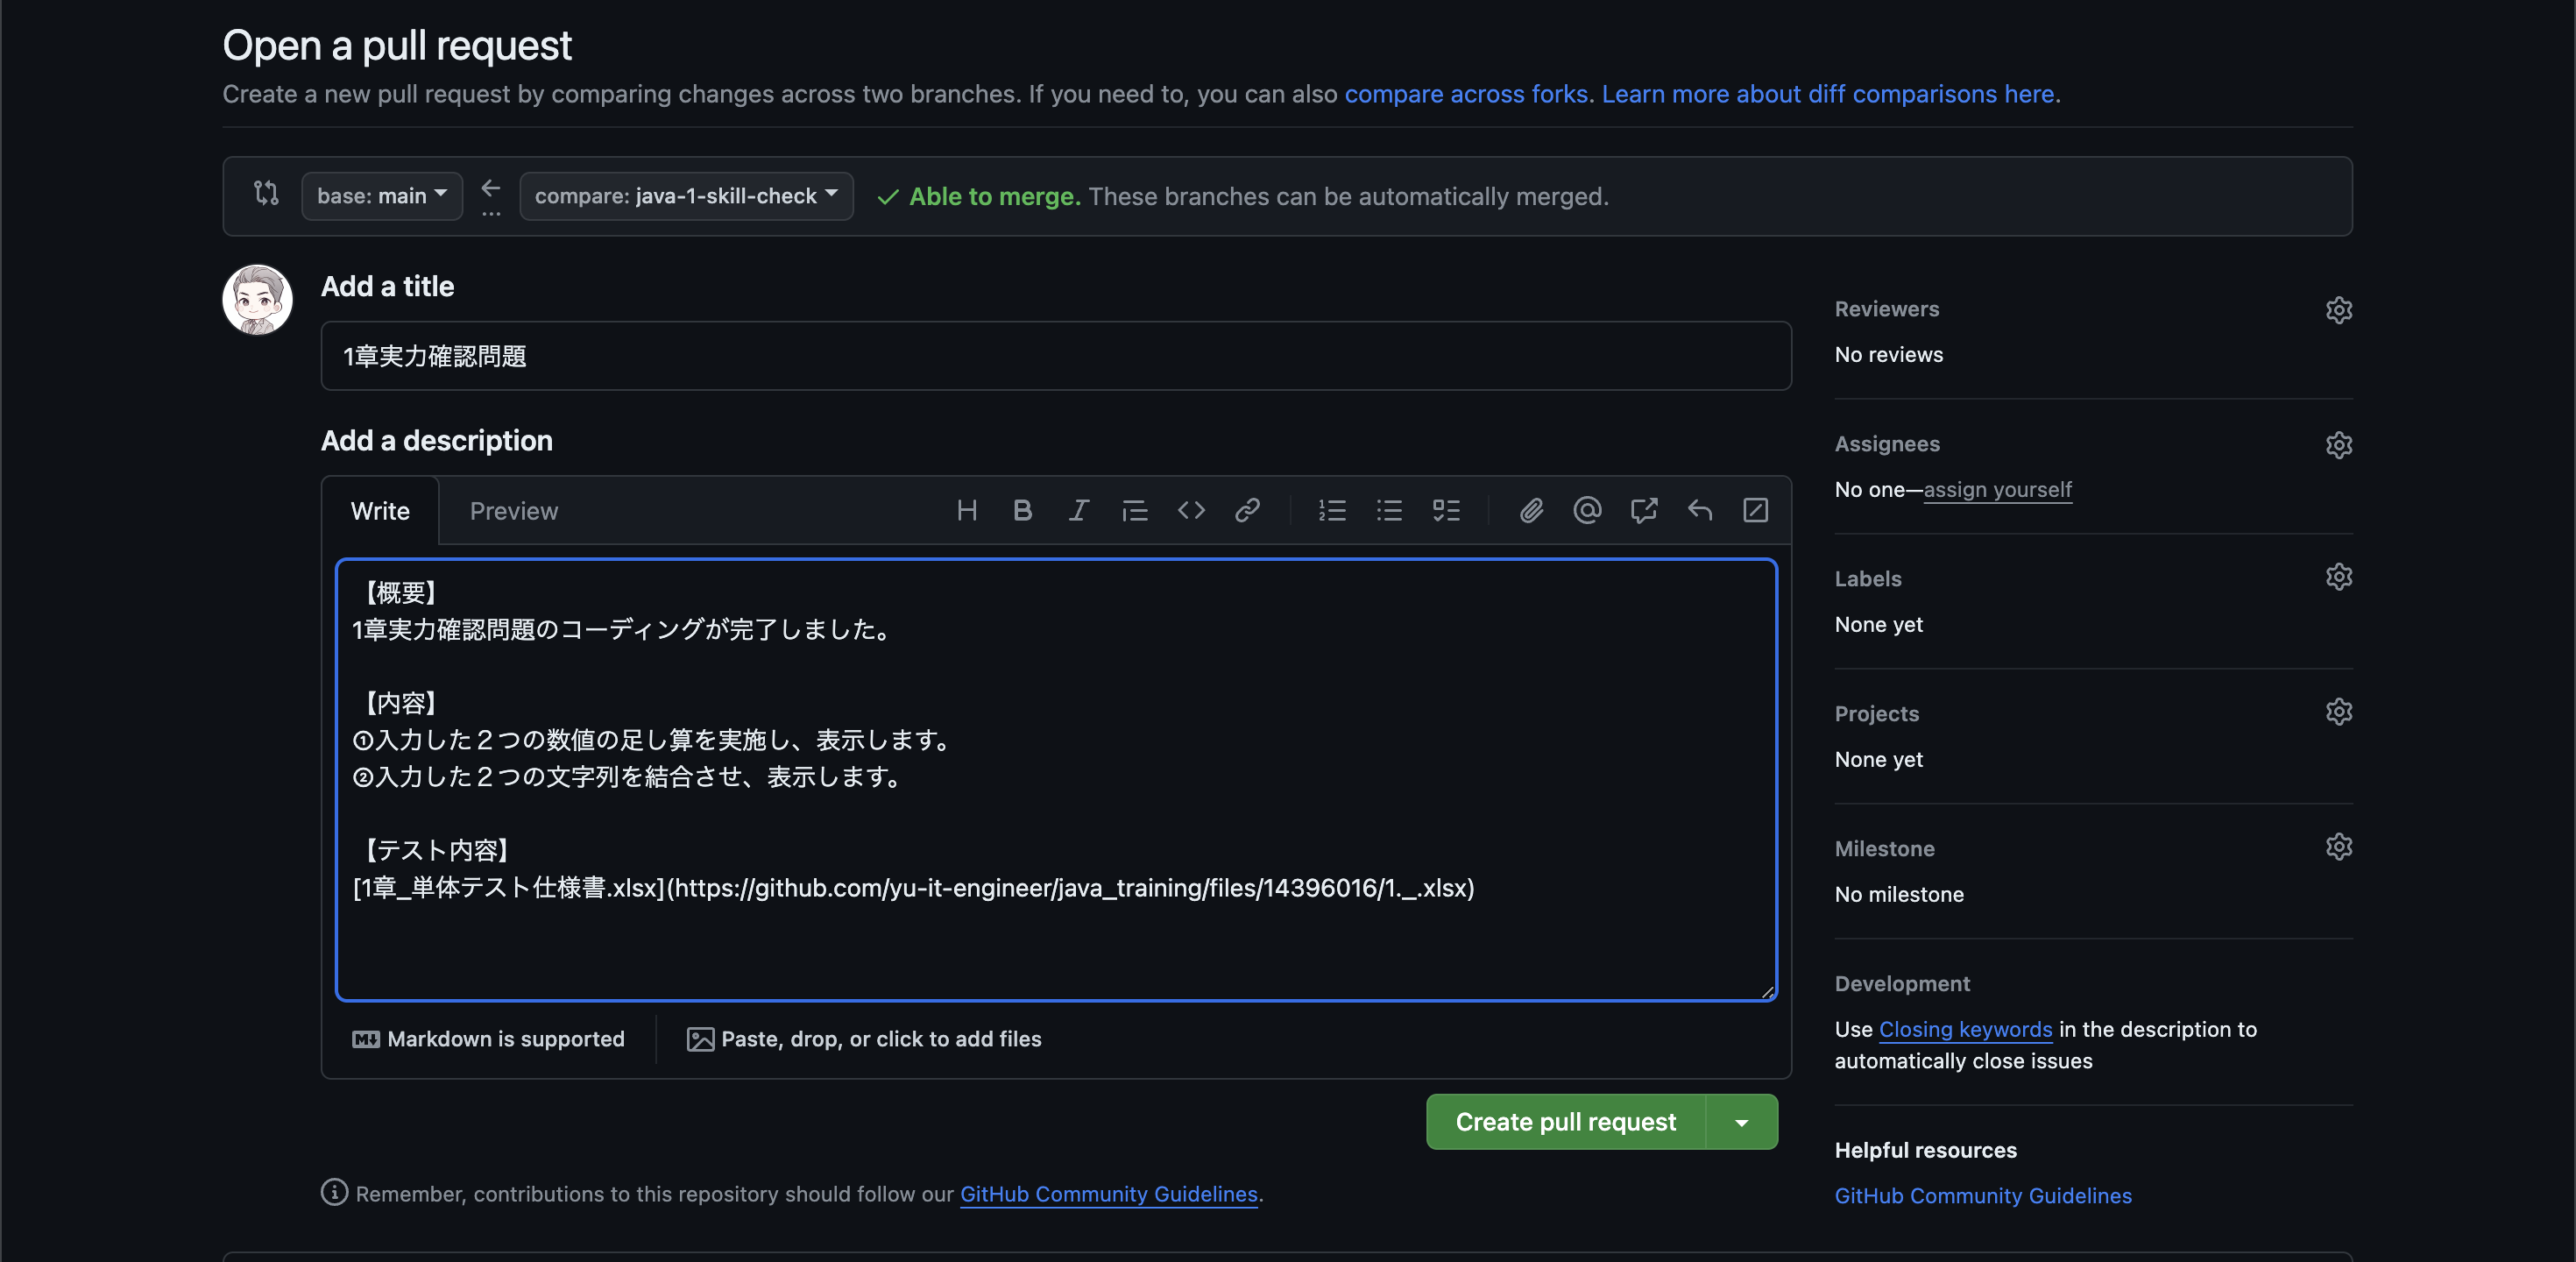 Open a pull request
Create a new pull request by comparing changes across two branches. If you need to, you can also compare across forks. Learn more about diff comparisons here.
base: main
...
compare: java-1-skill-check
Able to merge. These branches can be automatically merged.
Add a title
1章実力確認問題
Add a description
Write
Preview
【概要】
1章実力確認問題のコーディングが完了しました。
【内容】
①入力した２つの数値の足し算を実施し、表示します。
②入力した２つの文字列を結合させ、表示します。
【テスト内容】
[1章_単体テスト仕様書.xlsx](https://github.com/yu-it-engineer/java_training/files/14396016/1._.xlsx)
Markdown is supported
Paste, drop, or click to add files
Create pull request
Remember, contributions to this repository should follow our GitHub Community Guidelines.
Reviewers
No reviews
Assignees
No one—assign yourself
Labels
None yet
Projects
None yet
Milestone
No milestone
Development
Use Closing keywords in the description to
automatically close issues
Helpful resources
GitHub Community Guidelines